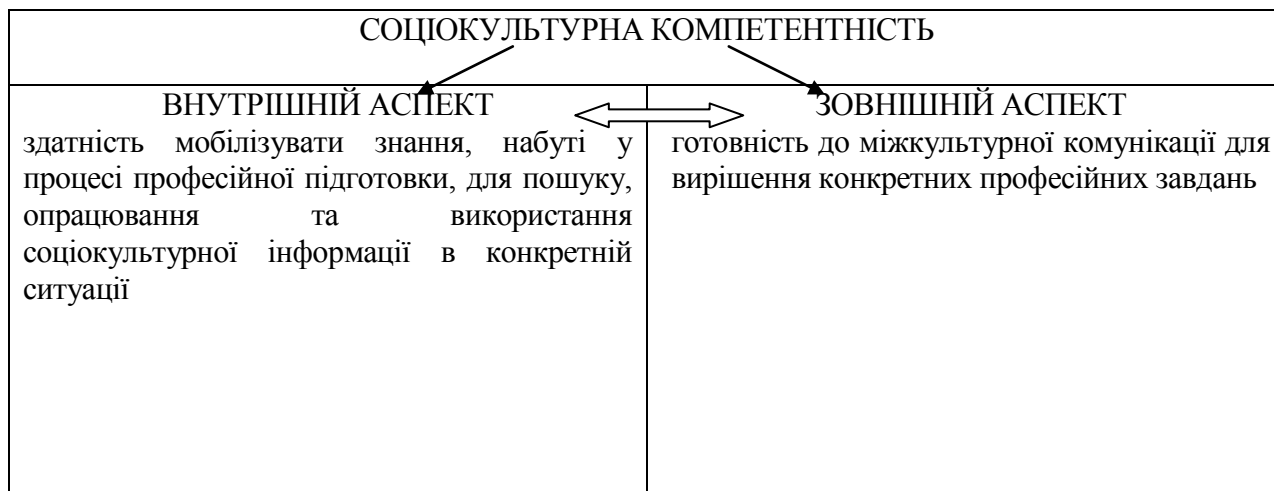 СОЦІОКУЛЬТУРНА КОМПЕТЕНТНІСТЬ
ВНУТРІШНІЙ АСПЕКТ
здатність мобілізувати знання, набуті у
процесі професійної підготовки, для пошуку,
опрацювання та використання
соціокультурної інформації в конкретній
ситуації
ЗОВНІШНІЙ АСПЕКТ
готовність до міжкультурної комунікації для
вирішення конкретних професійних завдань